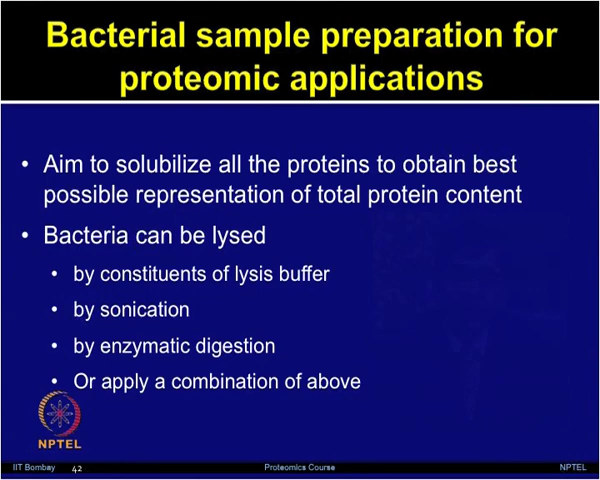 Bacterial sample preparation for
proteomic applications
• Aim to solubilize all the proteins to obtain best
possible representation of total protein content
• Bacteria can be lysed
• by constituents of lysis buffer
• by sonication
• by enzymatic digestion
• Or apply a combination of above
NPTEL
IIT Bombay 42 Proteomics Course NPTEL